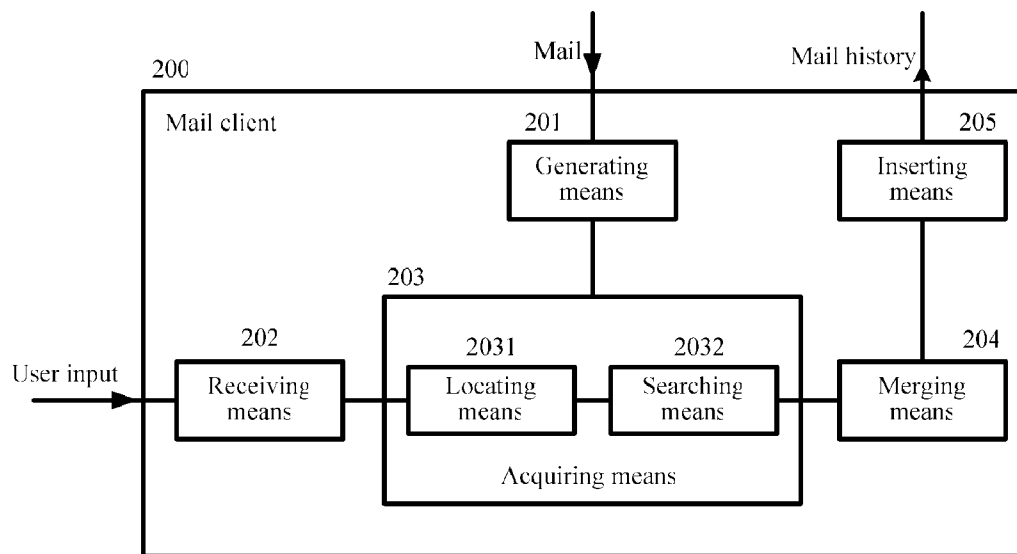 Mail
Mail history
200
Mail client
201
205
Generating
means
Inserting
means
203
202
2031
2032
204
User input
Receiving
means
Locating
means
Searching
means
Merging
means
Acquiring means